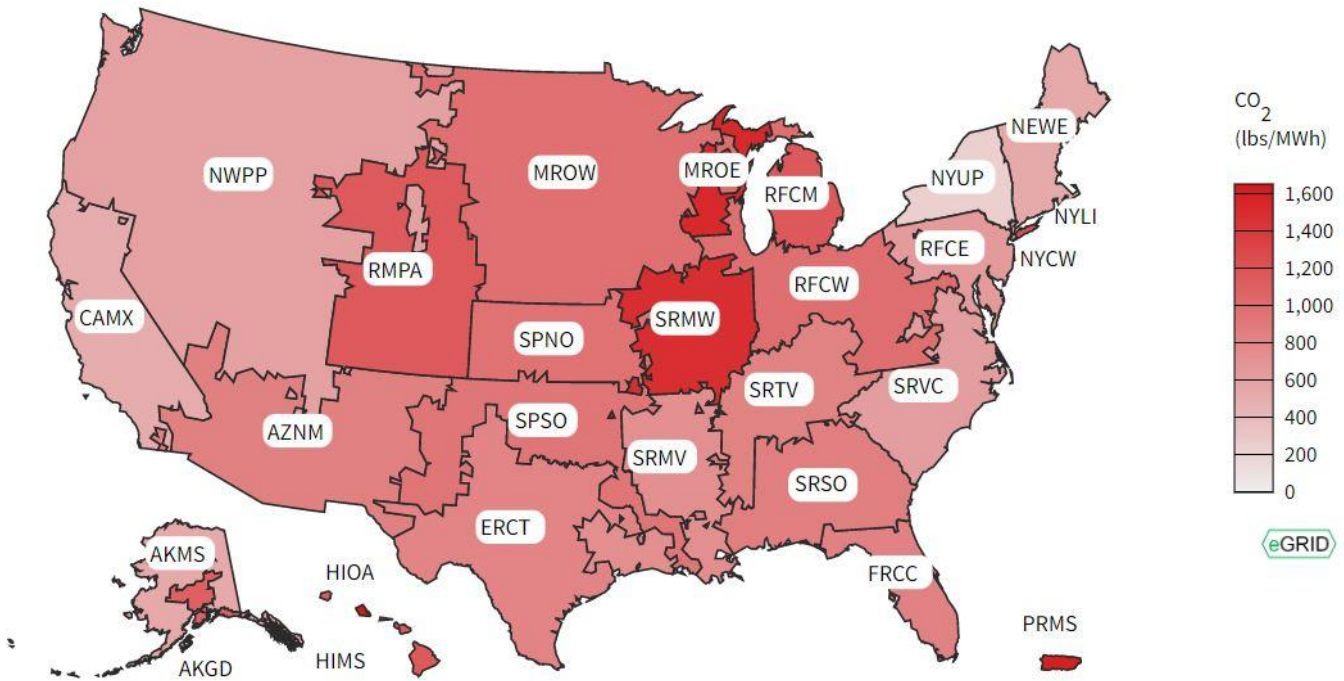 NEWE
NWPP
MROW
MROE
RFCM
NYUP
NYLI
RFCE
NYCW
RMPA
RFCW
CAMX
SRMW
SPNO
SRTV
SRVC
AZNM
SPSO
SRMV
SRSO
ERCT
AKMS
HIOA
FRCC
PRMS
AKGD
HIMS
CO2
(lbs/MWh)
1,600
1,400
1,200
1,000
800
600
400
200
0
eGRID